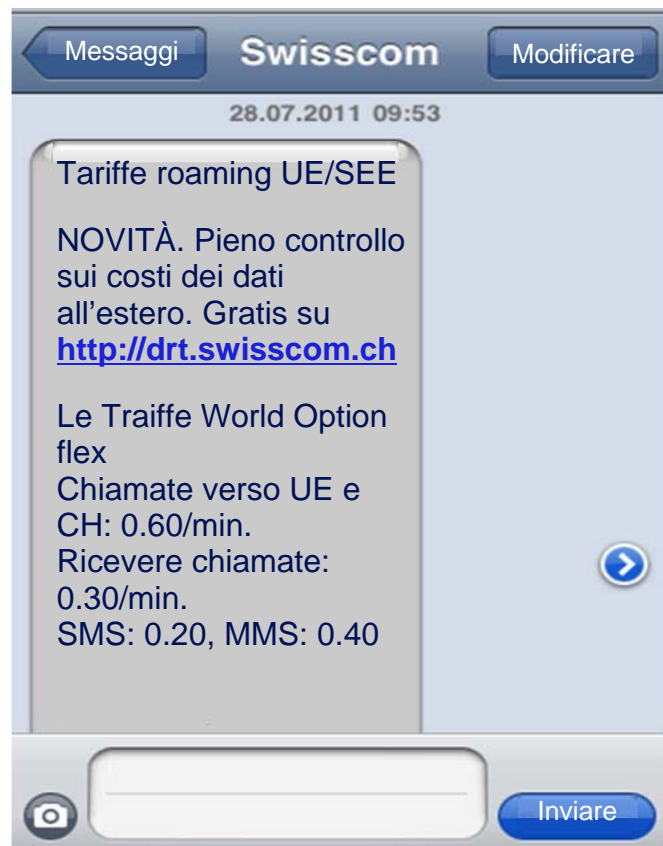 Messaggi
Swisscom
Modificare
28.07.2011 09:53
Tariffe roaming UE/SEE
NOVITÀ. Pieno controllo
sui costi dei dati
all’estero. Gratis su
http://drt.swisscom.ch
Le Traiffe World Option
flex
Chiamate verso UE e
CH: 0.60/min.
Ricevere chiamate:
0.30/min.
SMS: 0.20, MMS: 0.40
Inviare